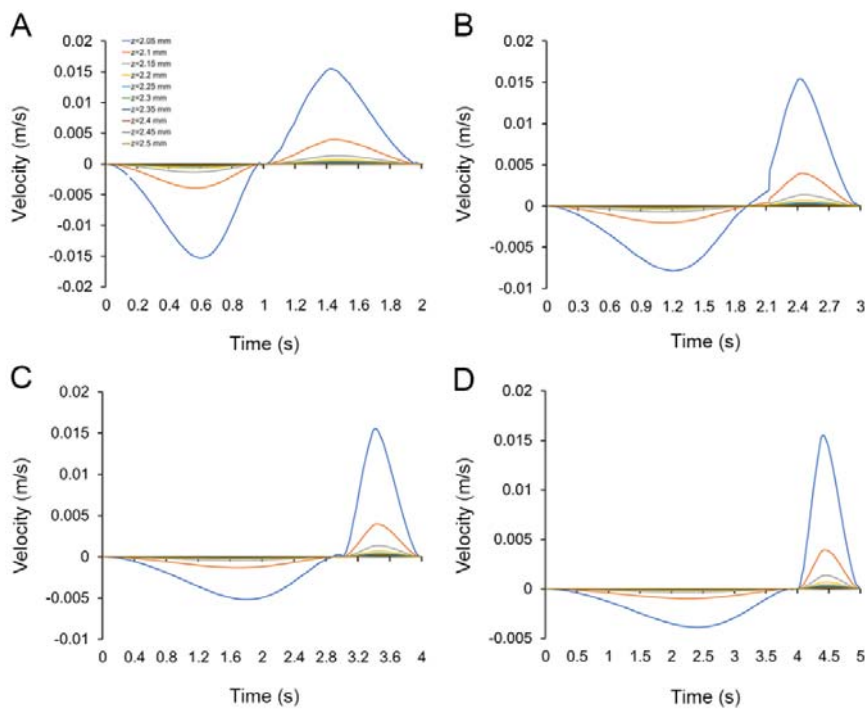 A
Velocity (m/s)
0.02
0.015
0.01
0.005
0
-0.005
-0.01
-0.015
-0.02
z=2.05 mm
z=2.1 mm
z=2.15 mm
z=2.2 mm
z=2.25 mm
z=2.3 mm
z=2.35 mm
z=2.4 mm
z=2.45 mm
z=2.5 mm
0 0.2 0.4 0.6 0.8 1 1.2 1.4 1.6 1.8 2
Time (s)
B
Velocity (m/s)
0.02
0.015
0.01
0.005
0
-0.005
-0.01
0 0.3 0.6 0.9 1.2 1.5 1.8 2.1 2.4 2.7 3
Time (s)
C
Velocity (m/s)
0.02
0.015
0.01
0.005
0
-0.005
-0.01
0 0.4 0.8 1.2 1.6 2 2.4 2.8 3.2 3.6 4
Time (s)
D
Velocity (m/s)
0.02
0.015
0.01
0.005
0
-0.005
0 0.5 1 1.5 2 2.5 3 3.5 4 4.5 5
Time (s)